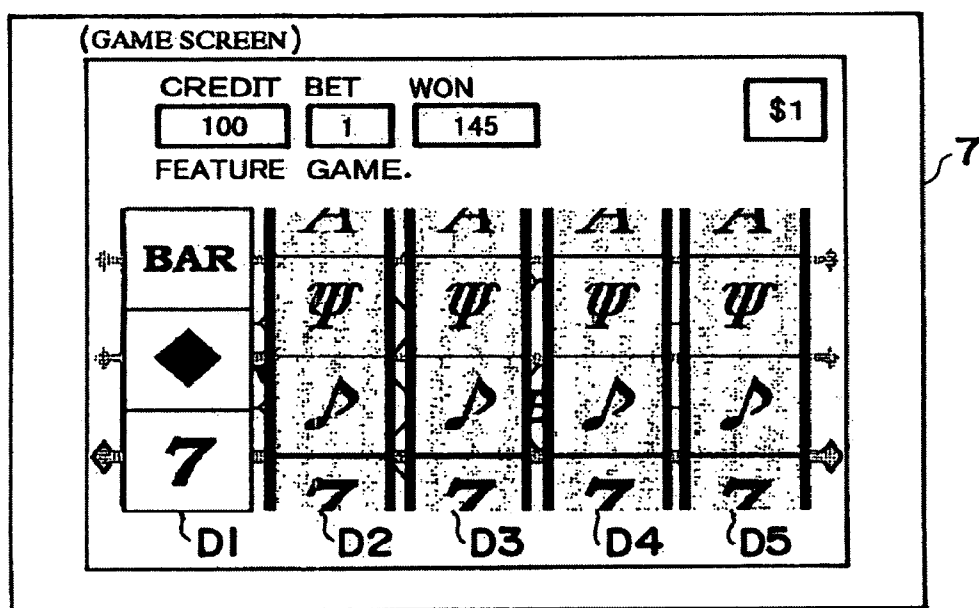 (GAME SCREEN)
CREDIT BET WON
100 1 145 $1
FEATURE GAME.
7
A A A A
BAR
Ψ Ψ Ψ Ψ
♪ ♪ ♪ ♪
7
7 7 7 7
D1 D2 D3 D4 D5